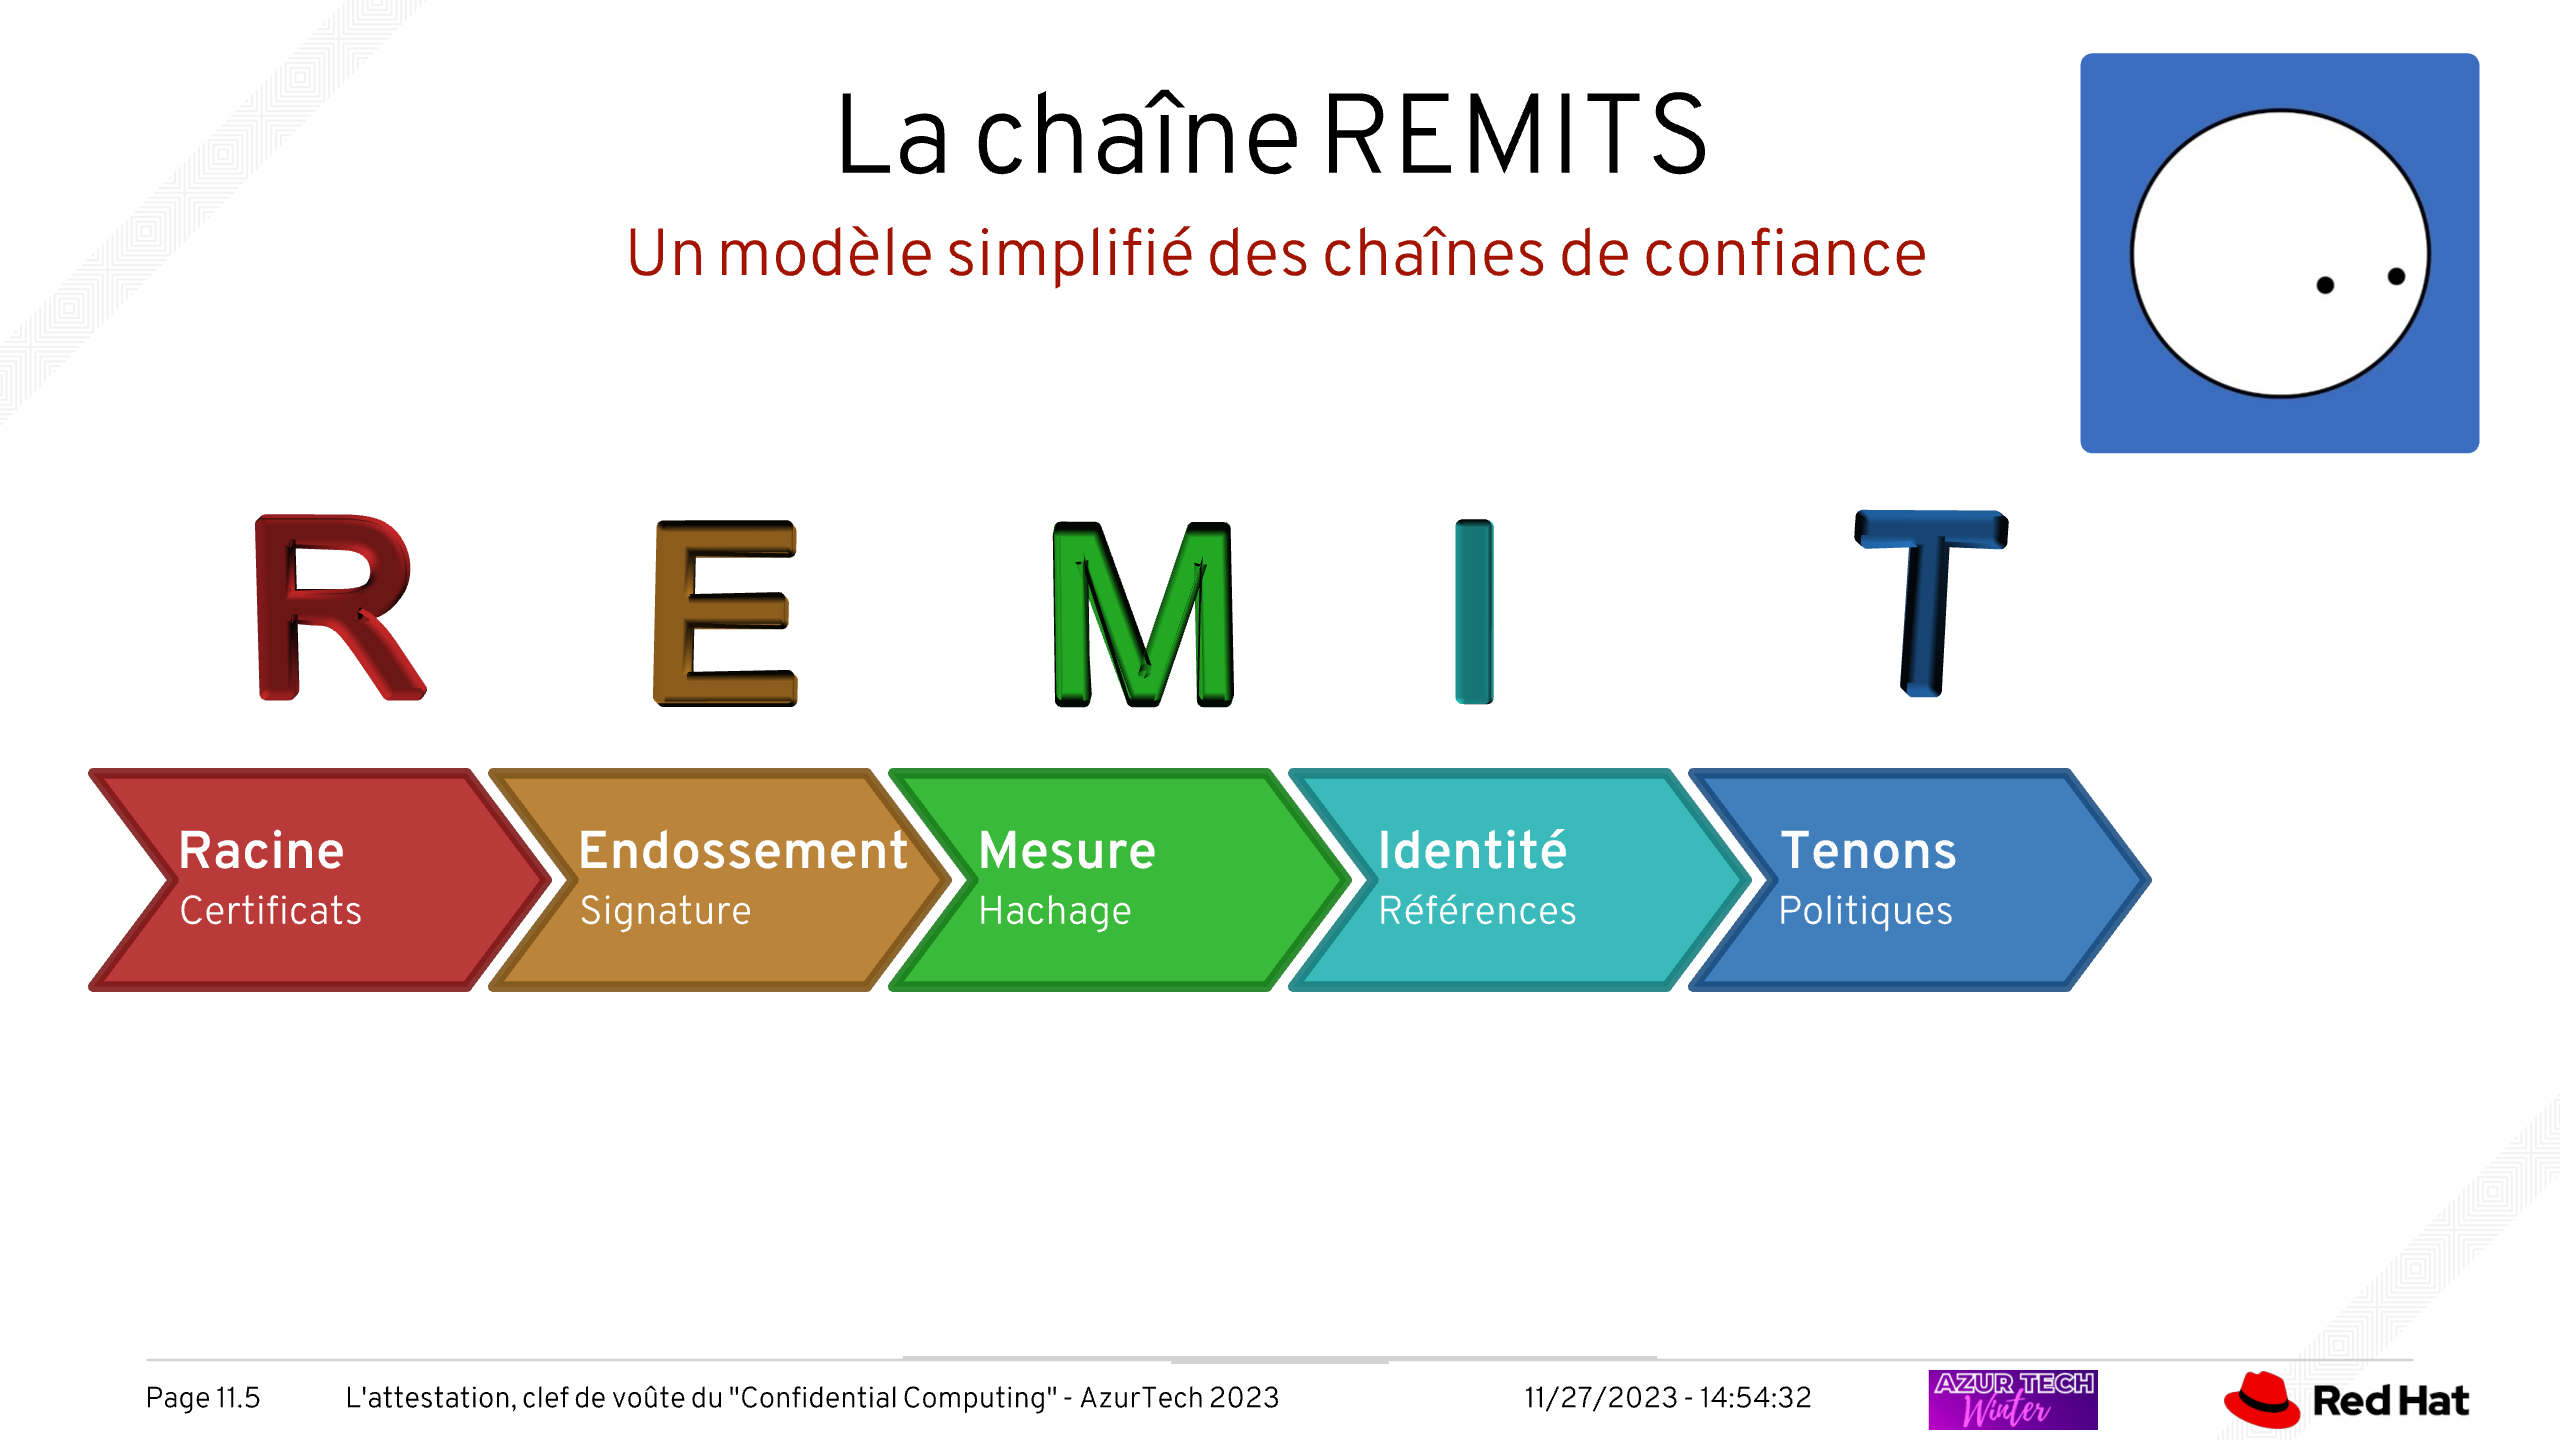 La chaîne REMITS
Un modèle simplifié des chaînes de confiance
R E M I T
Racine
Certificats
Endossement
Signature
Mesure
Hachage
Identité
Références
Tenons
Politiques
Page 11.5
L'attestation, clef de voûte du "Confidential Computing" - AzurTech 2023
11/27/2023 - 14:54:32
AZUR TECH
Winter
Red Hat